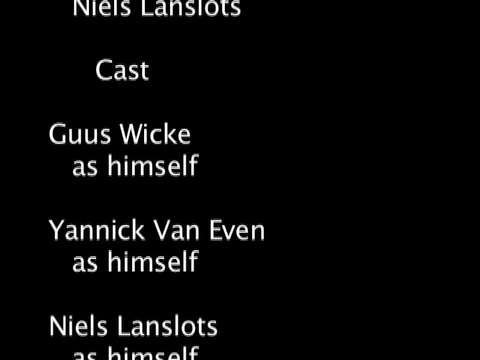 Niels Lanslots
Cast
Guus Wicke
as himself
Yannick Van Even
as himself
Niels Lanslots
as himself